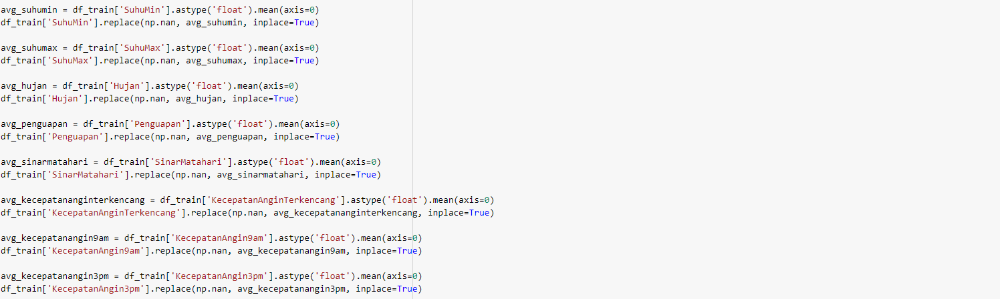 avg_suhumin = df_train['SuhuMin'].astype('float').mean(axis=0)
df_train['SuhuMin'].replace(np.nan, avg_suhumin, inplace=True)
avg_suhumax = df_train['SuhuMax'].astype('float').mean(axis=0)
df_train['SuhuMax'].replace(np.nan, avg_suhumax, inplace=True)
avg_hujan = df_train['Hujan'].astype('float').mean(axis=0)
df_train['Hujan'].replace(np.nan, avg_hujan, inplace=True)
avg_penguapan = df_train['Penguapan'].astype('float').mean(axis=0)
df_train['Penguapan'].replace(np.nan, avg_penguapan, inplace=True)
avg_sinarmatahari = df_train['SinarMatahari'].astype('float').mean(axis=0)
df_train['SinarMatahari'].replace(np.nan, avg_sinarmatahari, inplace=True)
avg_kecepatananginterkencang = df_train['KecepatanAnginTerkencang'].astype('float').mean(axis=0)
df_train['KecepatanAnginTerkencang'].replace(np.nan, avg_kecepatananginterkencang, inplace=True)
avg_kecepatanangin9am = df_train['KecepatanAngin9am'].astype('float').mean(axis=0)
df_train['KecepatanAngin9am'].replace(np.nan, avg_kecepatanangin9am, inplace=True)
avg_kecepatanangin3pm = df_train['KecepatanAngin3pm'].astype('float').mean(axis=0)
df_train['KecepatanAngin3pm'].replace(np.nan, avg_kecepatanangin3pm, inplace=True)